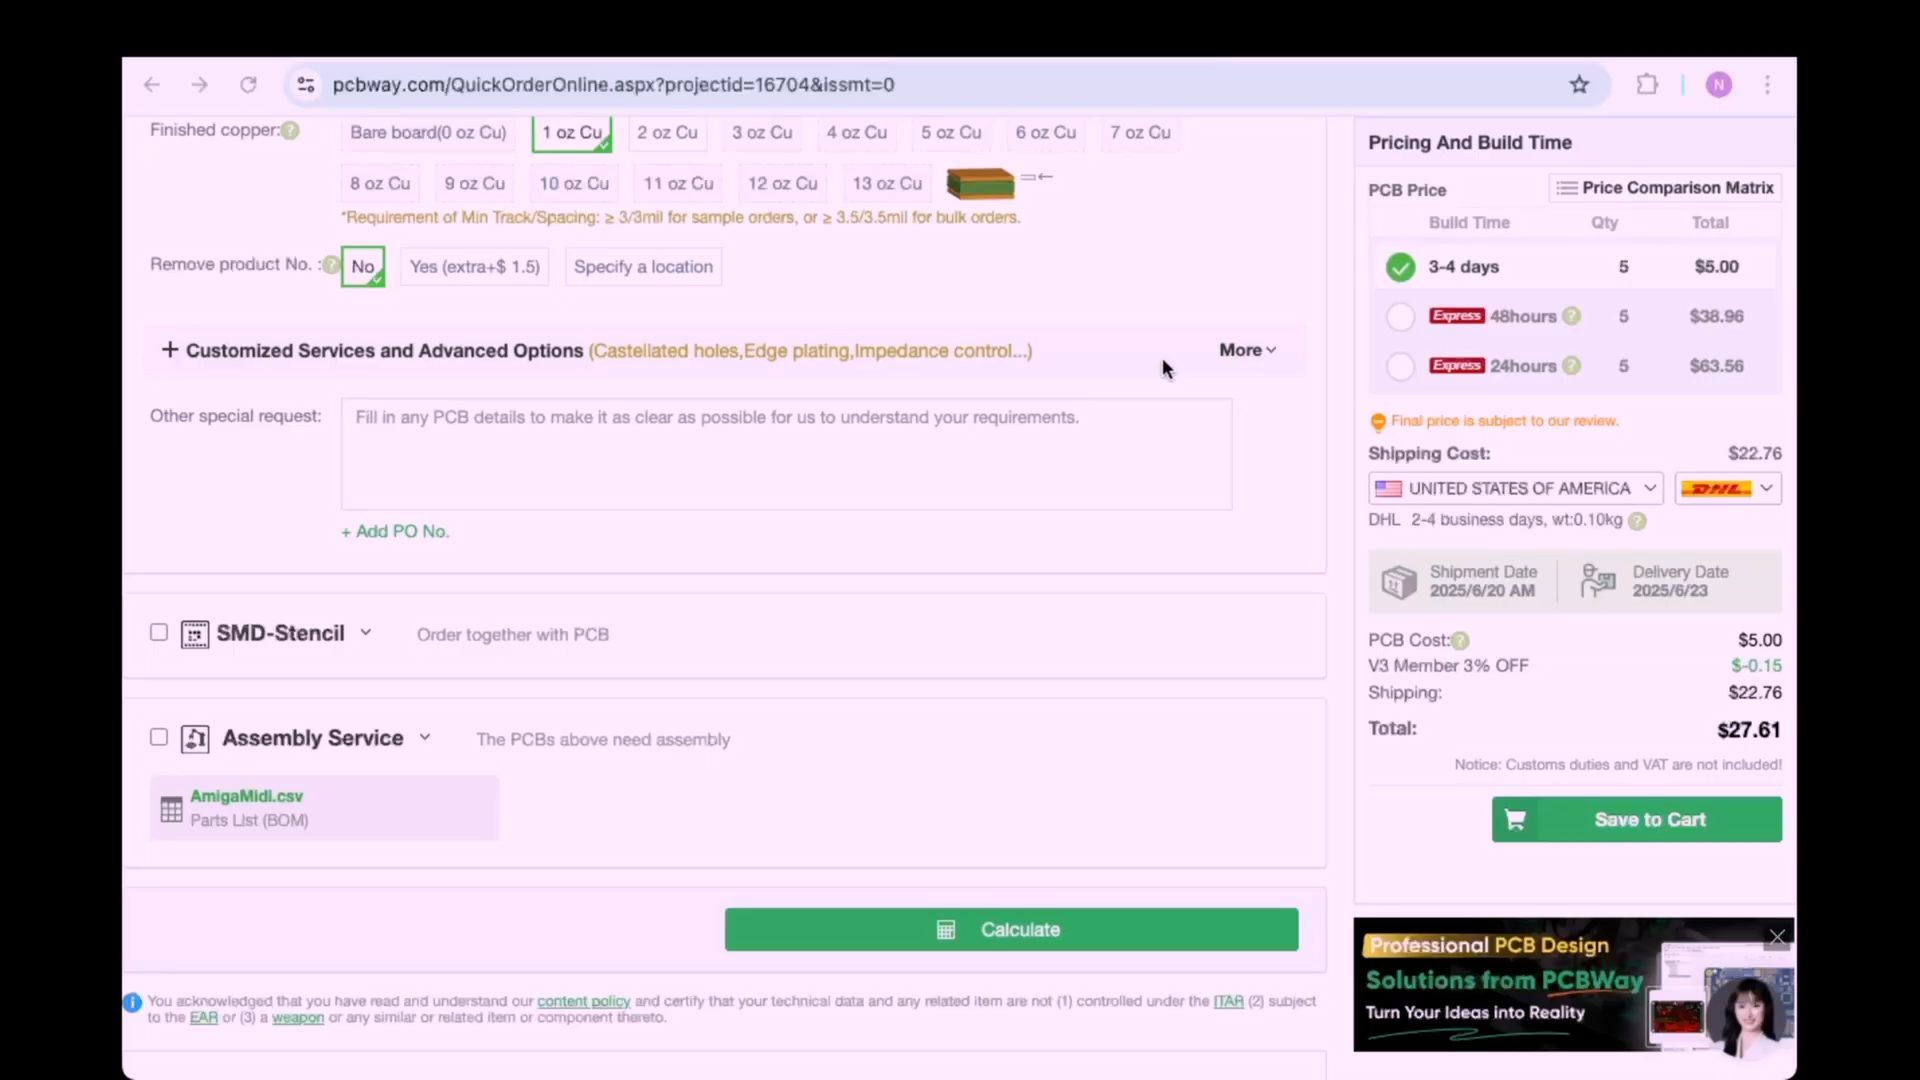 pcbway.com/QuickOrderOnline.aspx?projectid=16704&issmt=0
N
Finished copper:
Bare board(0 oz Cu) 1 oz Cu 2 oz Cu 3 oz Cu 4 oz Cu 5 oz Cu 6 oz Cu 7 oz Cu
8 oz Cu 9 oz Cu 10 oz Cu 11 oz Cu 12 oz Cu 13 oz Cu
*Requirement of Min Track/Spacing: ≥ 3/3mil for sample orders, or ≥ 3.5/3.5mil for bulk orders.
Remove product No. : No Yes (extra+$ 1.5) Specify a location
+ Customized Services and Advanced Options (Castellated holes,Edge plating,Impedance control...) More
Other special request: Fill in any PCB details to make it as clear as possible for us to understand your requirements.
+ Add PO No.
SMD-Stencil Order together with PCB
Assembly Service The PCBs above need assembly
AmigaMidi.csv
Parts List (BOM)
Calculate
You acknowledged that you have read and understand our content policy and certify that your technical data and any related item are not (1) controlled under the ITAR (2) subject
to the EAR or (3) a weapon or any similar or related item or component thereto.
Pricing And Build Time
PCB Price Price Comparison Matrix
Build Time Qty Total
3-4 days 5 $5.00
Express 48hours 5 $38.96
Express 24hours 5 $63.56
Final price is subject to our review.
Shipping Cost: $22.76
UNITED STATES OF AMERICA DHL
DHL 2-4 business days, wt:0.10kg
Shipment Date Delivery Date
2025/6/20 AM 2025/6/23
PCB Cost: $5.00
V3 Member 3% OFF $-0.15
Shipping: $22.76
Total: $27.61
Notice: Customs duties and VAT are not included!
Save to Cart
Professional PCB Design
Solutions from PCBWay
Turn Your Ideas into Reality